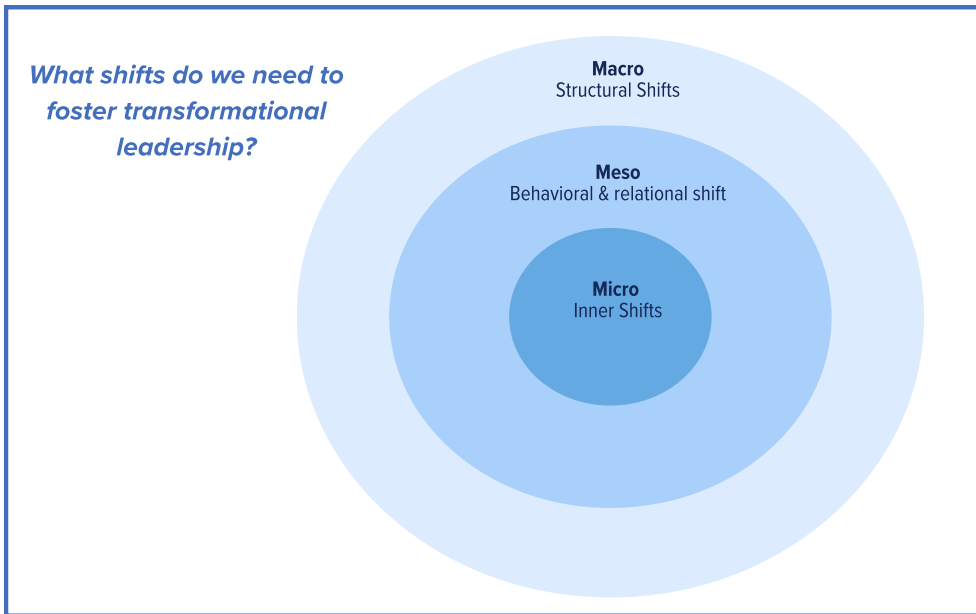 What shifts do we need to
foster transformational
leadership?
Macro
Structural Shifts
Meso
Behavioral & relational shift
Micro
Inner Shifts